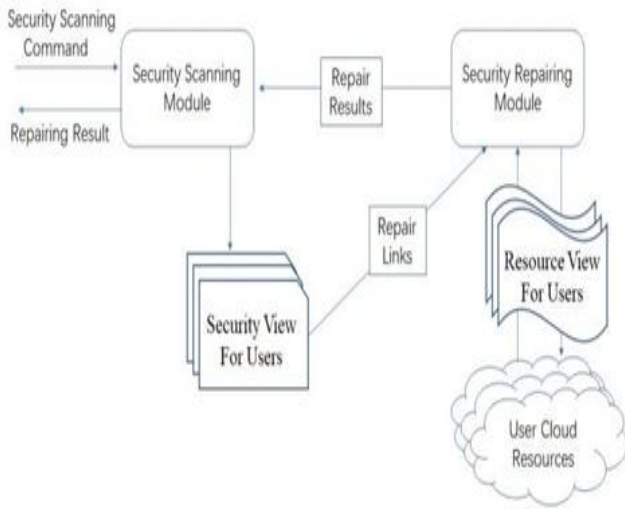 Security Scanning
Command
Repairing Result
Security Scanning
Module
Repair
Results
Security Repairing
Module
Repair
Links
Security View
For Users
Resource View
For Users
User Cloud
Resources